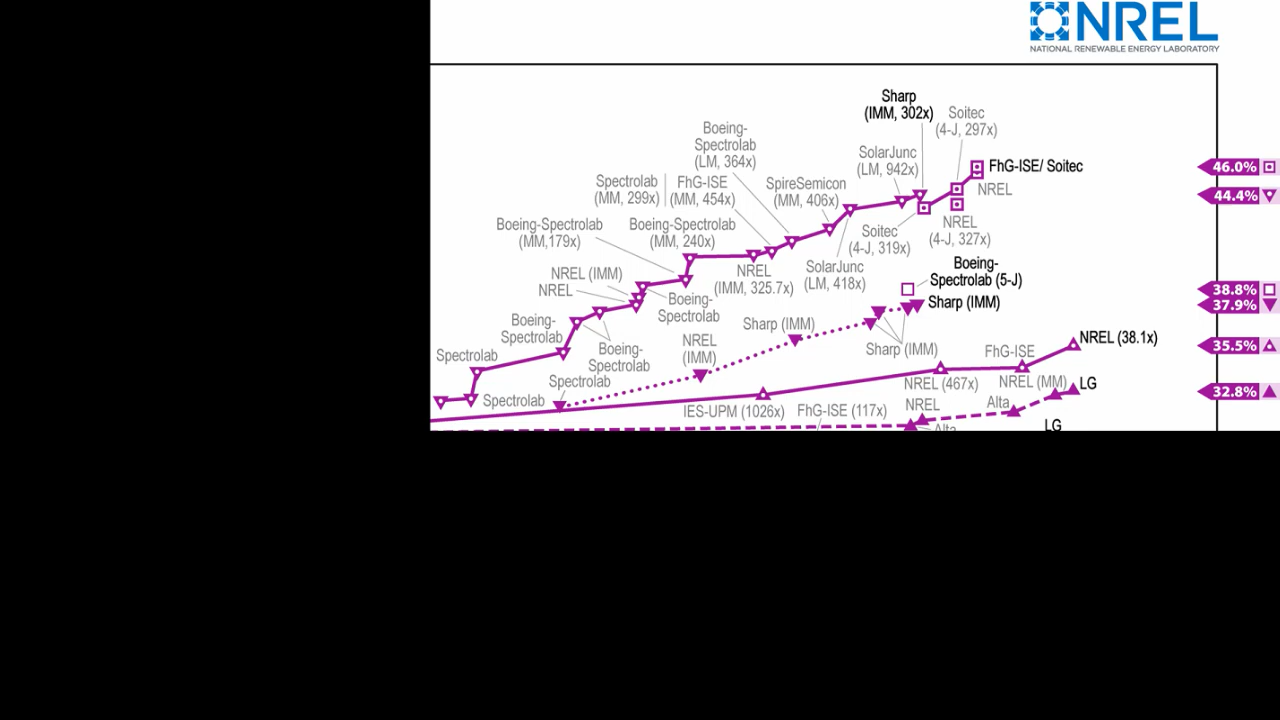 NREL
NATIONAL RENEWABLE ENERGY LABORATORY
Sharp
(IMM, 302x)
Soitec
(4-J, 297x)
Boeing-
Spectrolab
(LM, 364x)
SolarJunc
(LM, 942x)
FhG-ISE/ Soitec
46.0%
NREL
44.4%
Spectrolab
(MM, 299x)
FhG-ISE
(MM, 454x)
SpireSemicon
(MM, 406x)
Boeing-Spectrolab
(MM,179x)
Boeing-Spectrolab
(MM, 240x)
Soitec
(4-J, 319x)
NREL
(4-J, 327x)
NREL (IMM)
NREL
NREL
(IMM, 325.7x)
SolarJunc
(LM, 418x)
Boeing-
Spectrolab (5-J)
38.8%
Boeing-
Spectrolab
Sharp (IMM)
37.9%
Boeing-
Spectrolab
Sharp (IMM)
NREL
(IMM)
NREL (38.1x)
35.5%
Spectrolab
Boeing-
Spectrolab
Sharp (IMM)
FhG-ISE
Spectrolab
Spectrolab
NREL (467x)
NREL (MM)
LG
32.8%
IES-UPM (1026x)
FhG-ISE (117x)
NREL
Alta
Alta
LG